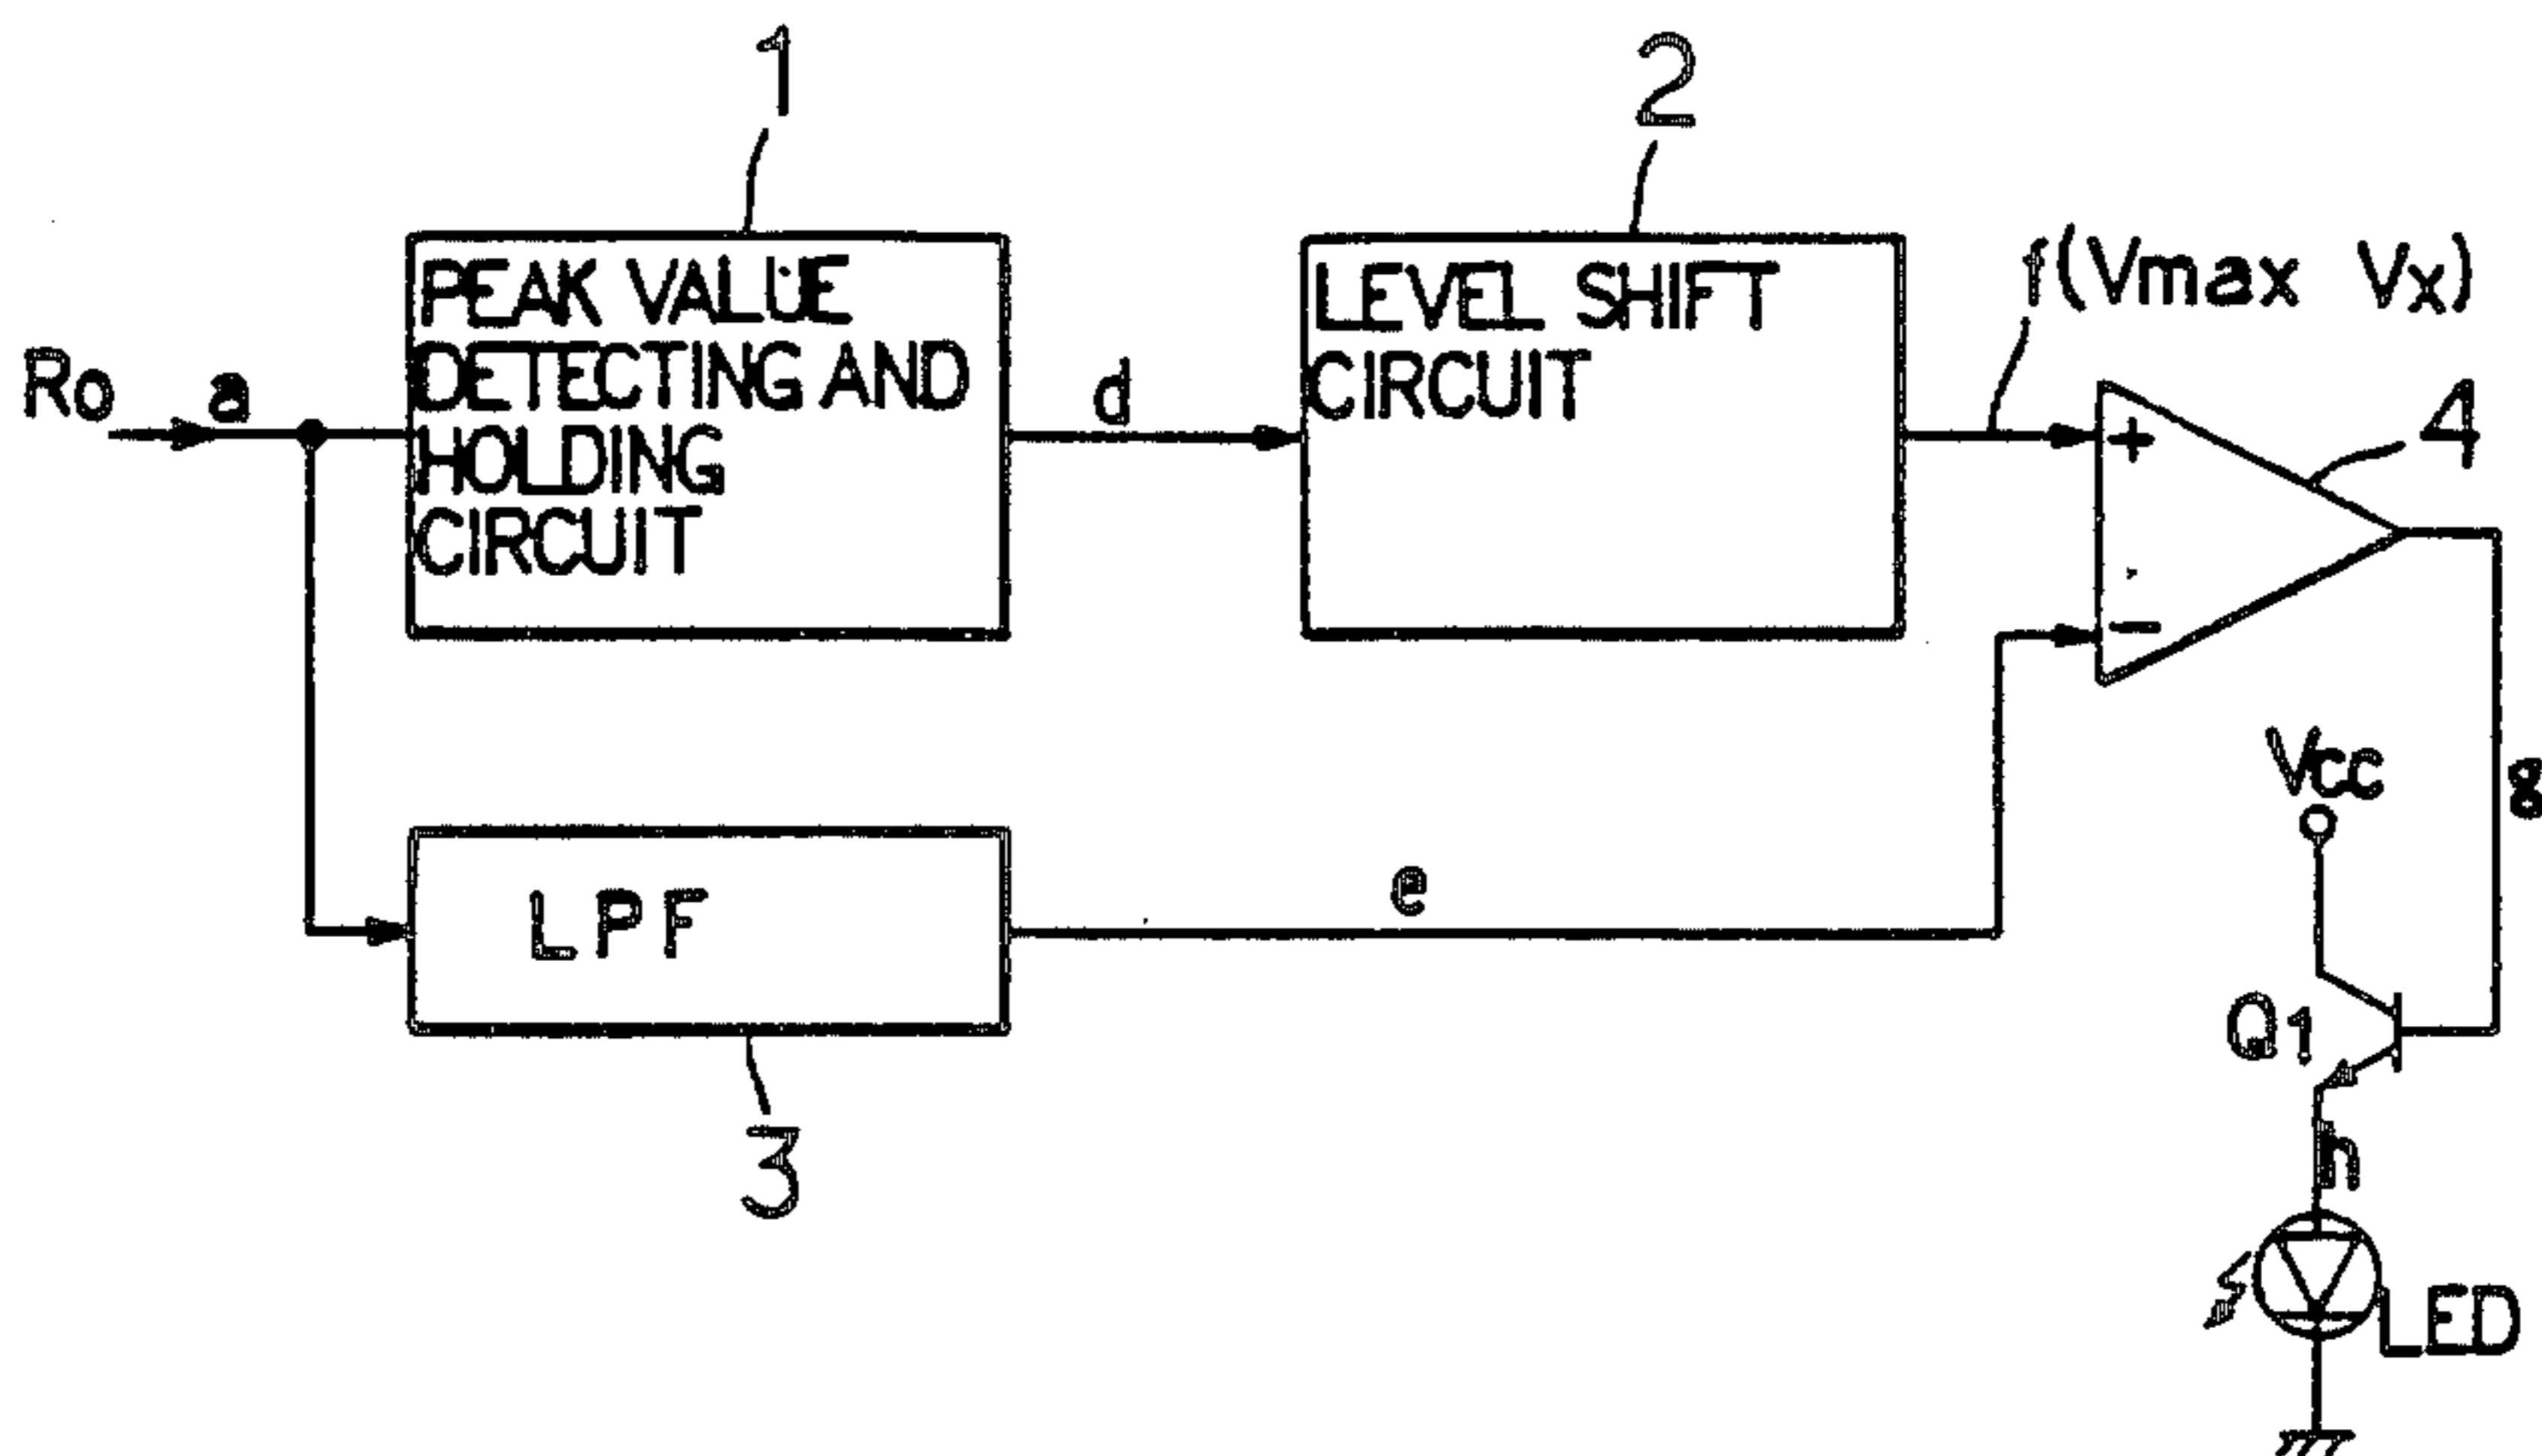 1
2
PEAK VALUE
DETECTING AND
HOLDING
CIRCUIT
LEVEL SHIFT
CIRCUIT
f(Vmax Vx)
Ro
a
d
+
4
−
Vcc
g
LPF
e
Q1
3
h
LED